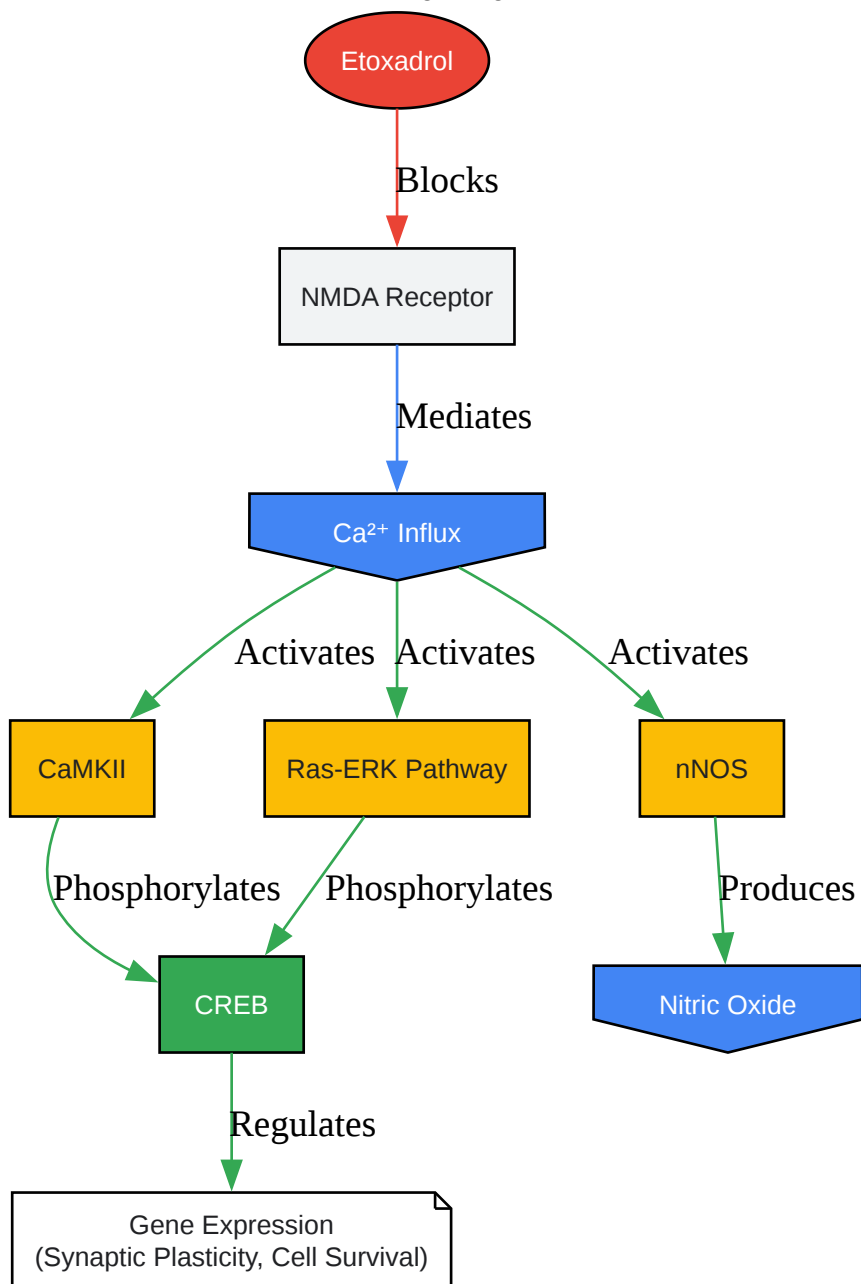 Etoxadrol
Blocks
NMDA Receptor
Mediates
Ca²⁺ Influx
Activates
Activates
Activates
CaMKII
Ras-ERK Pathway
nNOS
Phosphorylates
Phosphorylates
Produces
CREB
Nitric Oxide
Regulates
Gene Expression
(Synaptic Plasticity, Cell Survival)